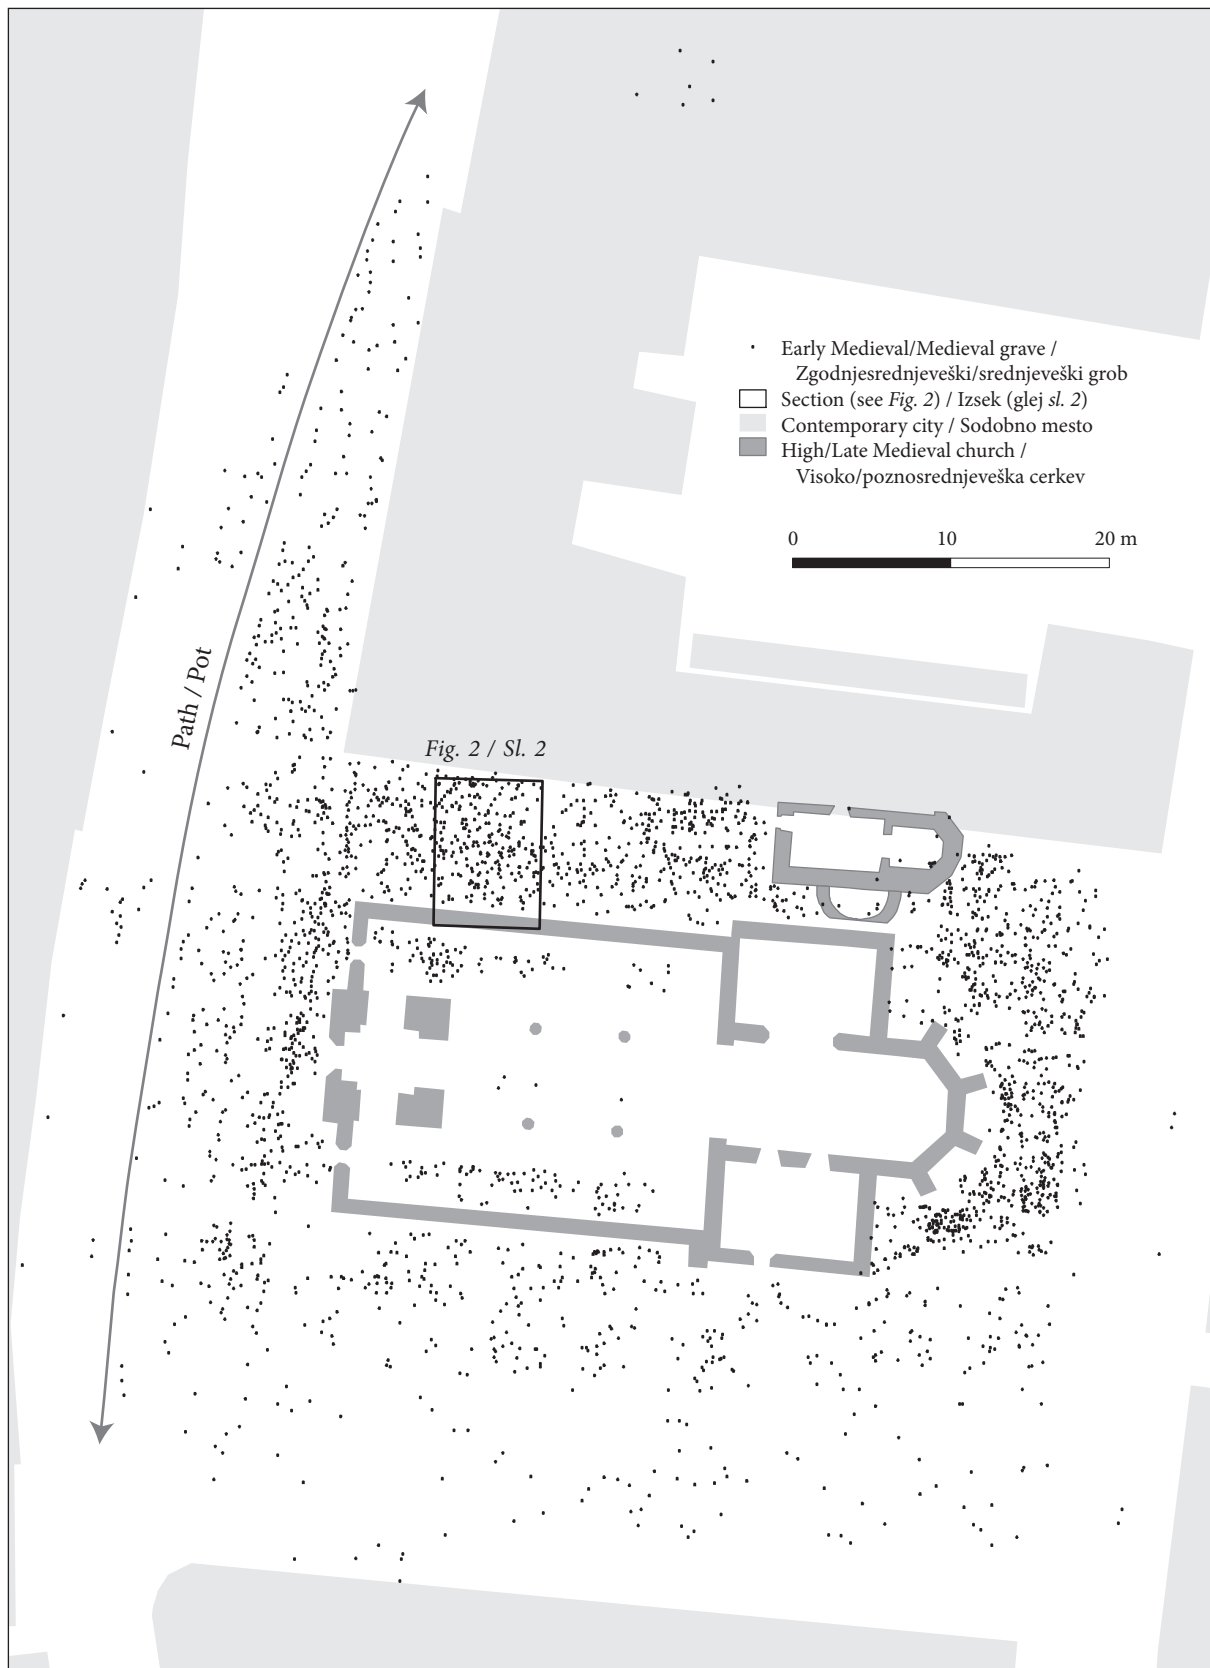 Early Medieval/Medieval grave /
Zgodnjesrednjeveški/srednjeveški grob
Section (see Fig. 2) / Izsek (glej sl. 2)
Contemporary city / Sodobno mesto
High/Late Medieval church /
Visoko/poznosrednjeveška cerkev
0 10 20 m
Path / Pot
Fig. 2 / Sl. 2